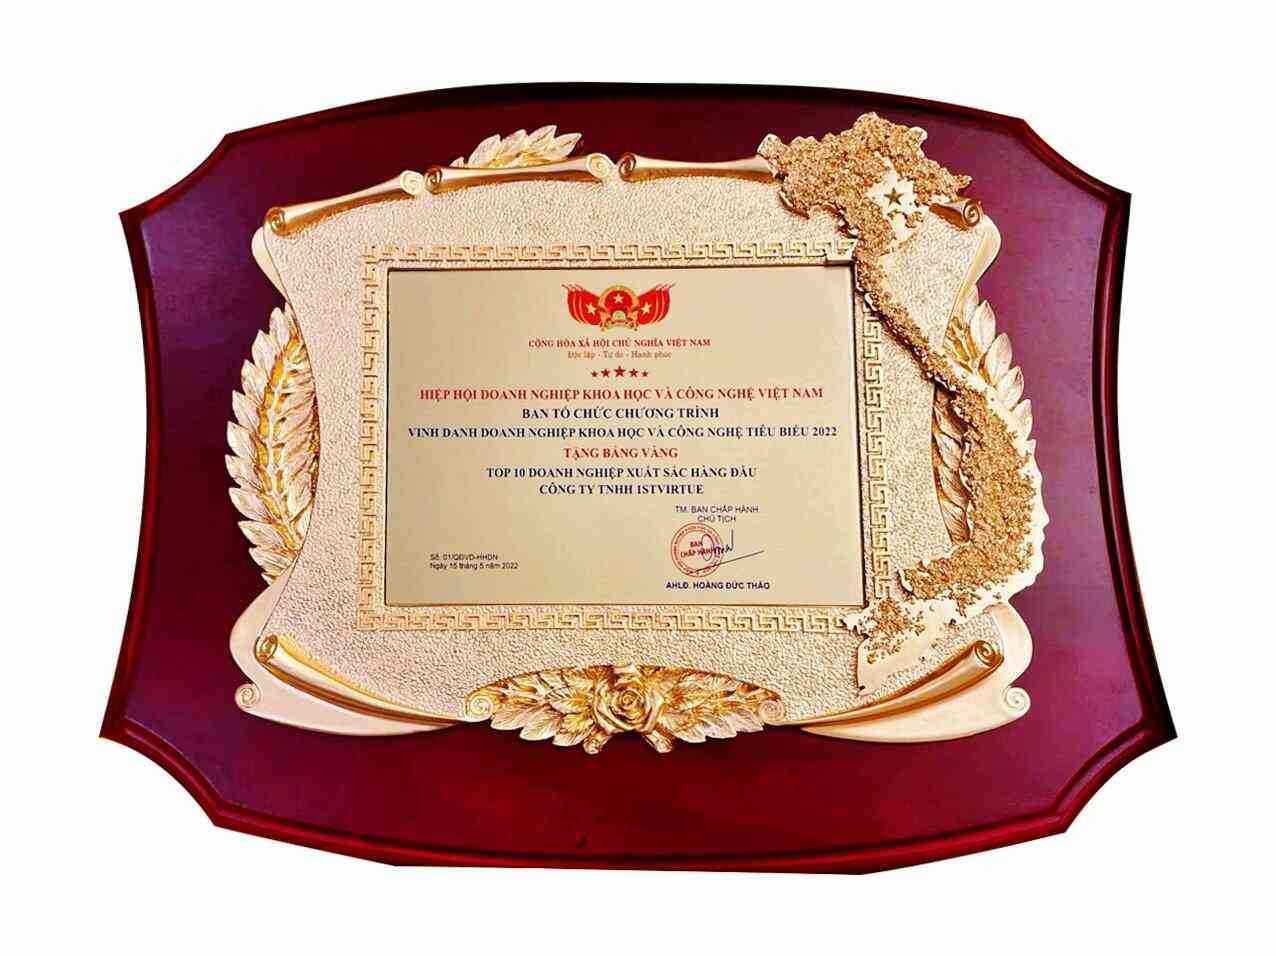 CỘNG HÒA XÃ HỘI CHỦ NGHĨA VIỆT NAM
Độc lập - Tự do - Hạnh phúc
HIỆP HỘI DOANH NGHIỆP KHOA HỌC VÀ CÔNG NGHỆ VIỆT NAM
BAN TỔ CHỨC CHƯƠNG TRÌNH
VINH DANH DOANH NGHIỆP KHOA HỌC VÀ CÔNG NGHỆ TIÊU BIỂU 2022
TẶNG BẢNG VÀNG
TOP 10 DOANH NGHIỆP XUẤT SẮC HÀNG ĐẦU
CÔNG TY TNHH 1STVIRTUE
TM. BAN CHẤP HÀNH
CHỦ TỊCH
BAN
CHẤP HÀNH
Số: 01/QĐVD-HHDN
Ngày 15 tháng 5 năm 2022
AHLĐ. HOÀNG ĐỨC THẢO